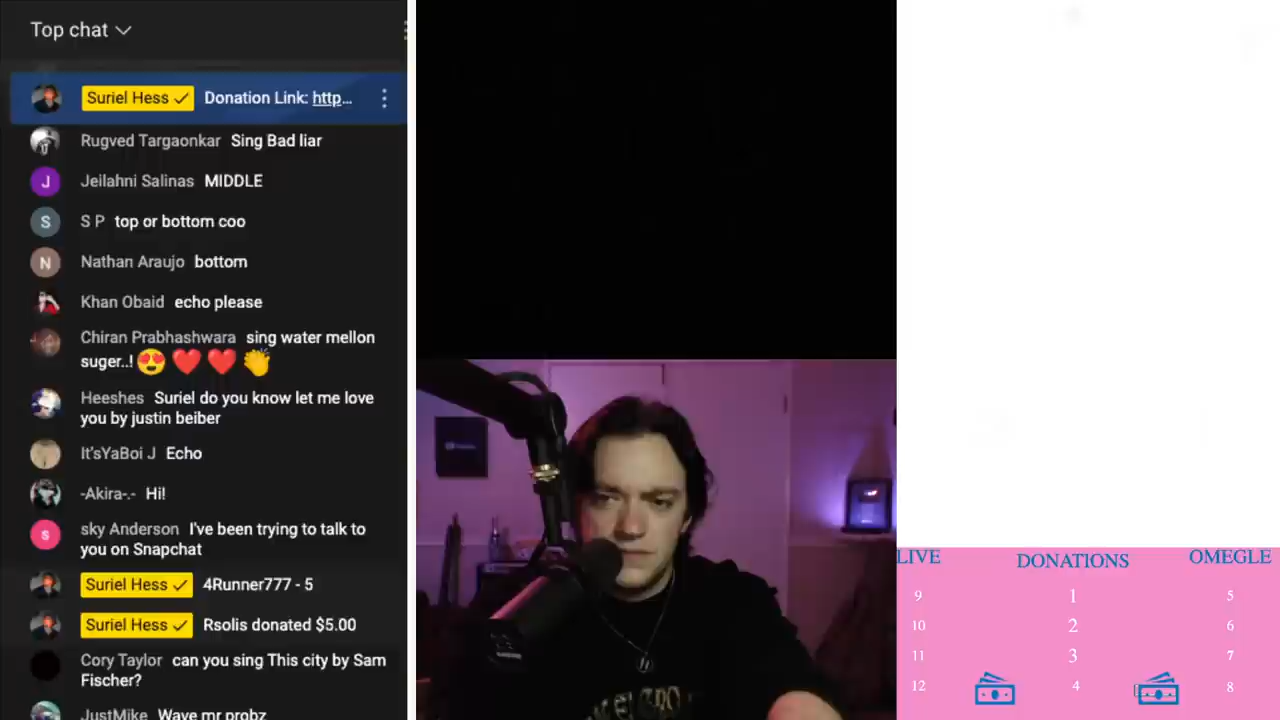 Top chat
Suriel Hess Donation Link: http...
Rugved Targaonkar Sing Bad liar
Jeilahni Salinas MIDDLE
S P top or bottom coo
Nathan Araujo bottom
Khan Obaid echo please
Chiran Prabhashwara sing water mellon
suger..!😍❤️❤️👏
Heeshes Suriel do you know let me love
you by justin beiber
It'sYaBoi J Echo
-Akira-.- Hi!
sky Anderson I've been trying to talk to
you on Snapchat
Suriel Hess 4Runner777 - 5
Suriel Hess Rsolis donated $5.00
Cory Taylor can you sing This city by Sam
Fischer?
JustMike Wave mr probz
J
S
N
s
LIVE DONATIONS OMEGLE
9 1 5
10 2 6
11 3 7
12 4 8